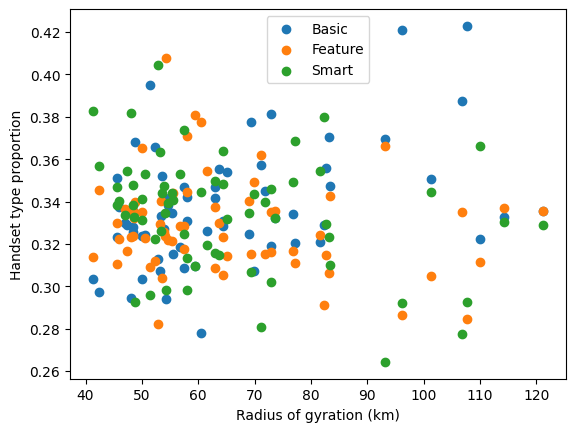 Basic
Feature
Smart
0.42
0.40
0.38
0.36
0.34
0.32
0.30
0.28
0.26
Handset type proportion
40 50 60 70 80 90 100 110 120
Radius of gyration (km)